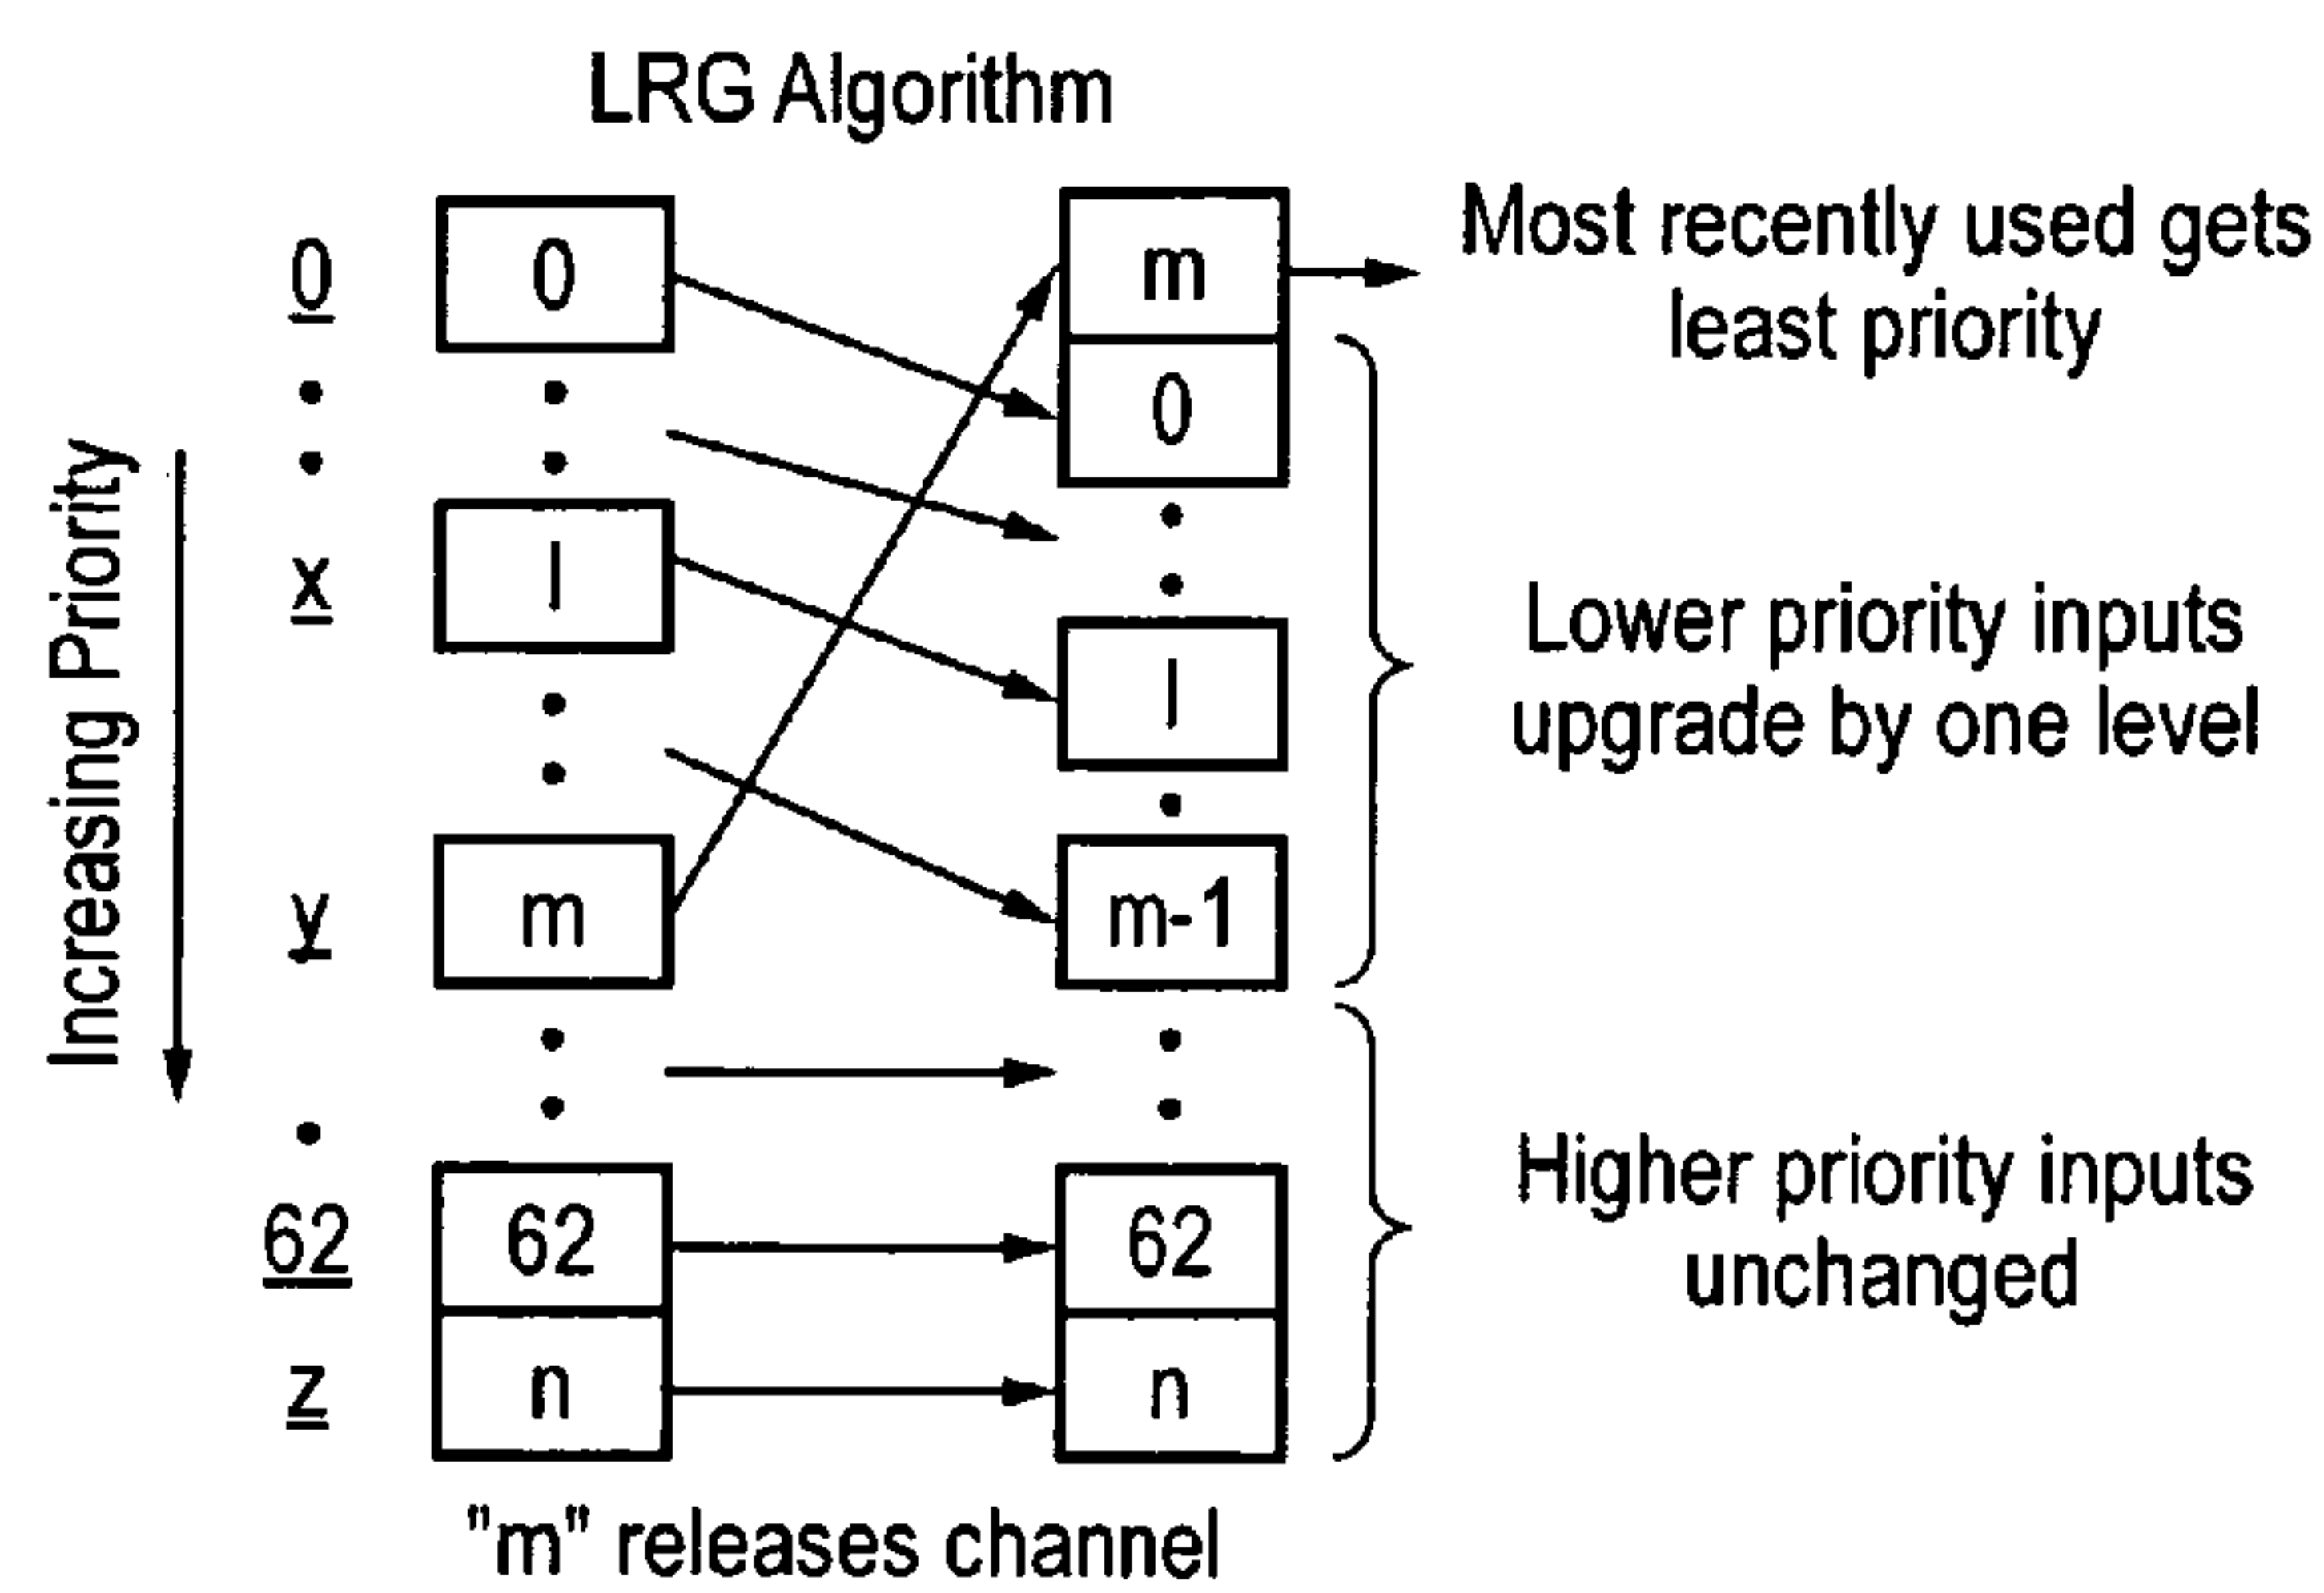 LRG Algorithm
Increasing Priority
0
x
y
62
z
0
l
m
62
n
m
0
l
m-1
62
n
Most recently used gets
least priority
Lower priority inputs
upgrade by one level
Higher priority inputs
unchanged
"m" releases channel